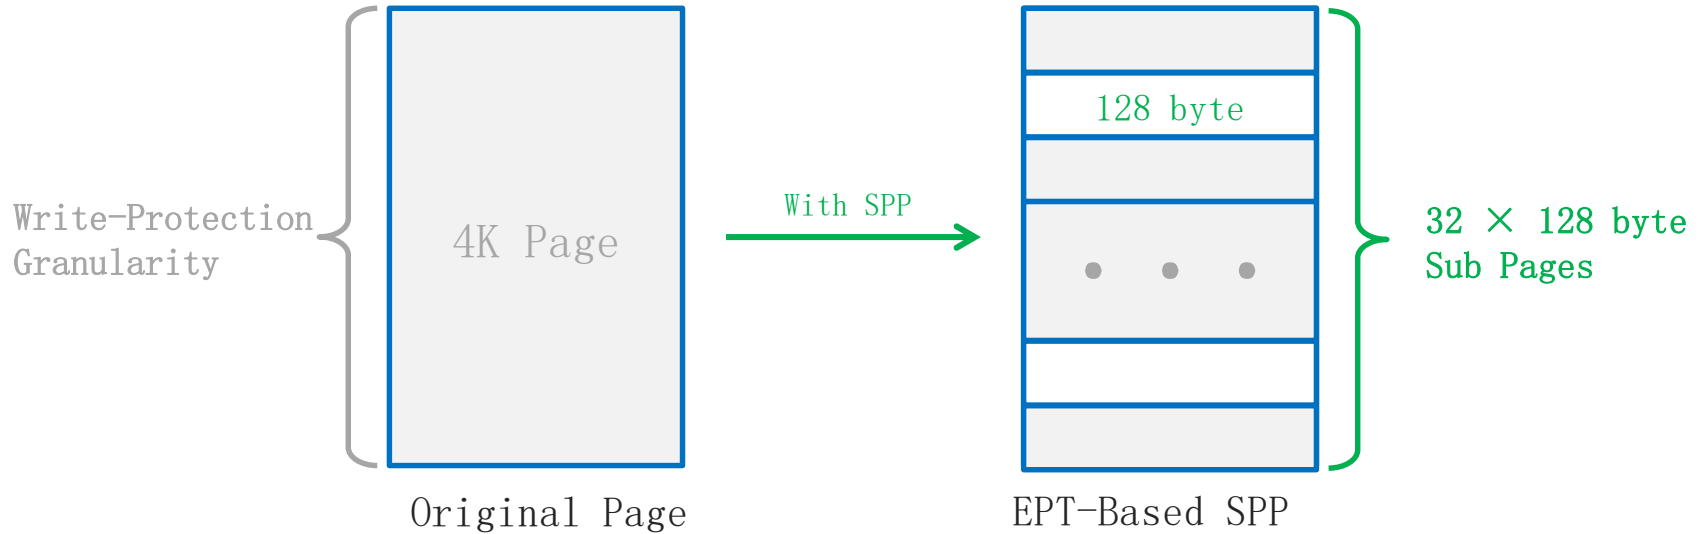 Write-Protection
Granularity
4K Page
Original Page
With SPP
128 byte
EPT-Based SPP
32 × 128 byte
Sub Pages